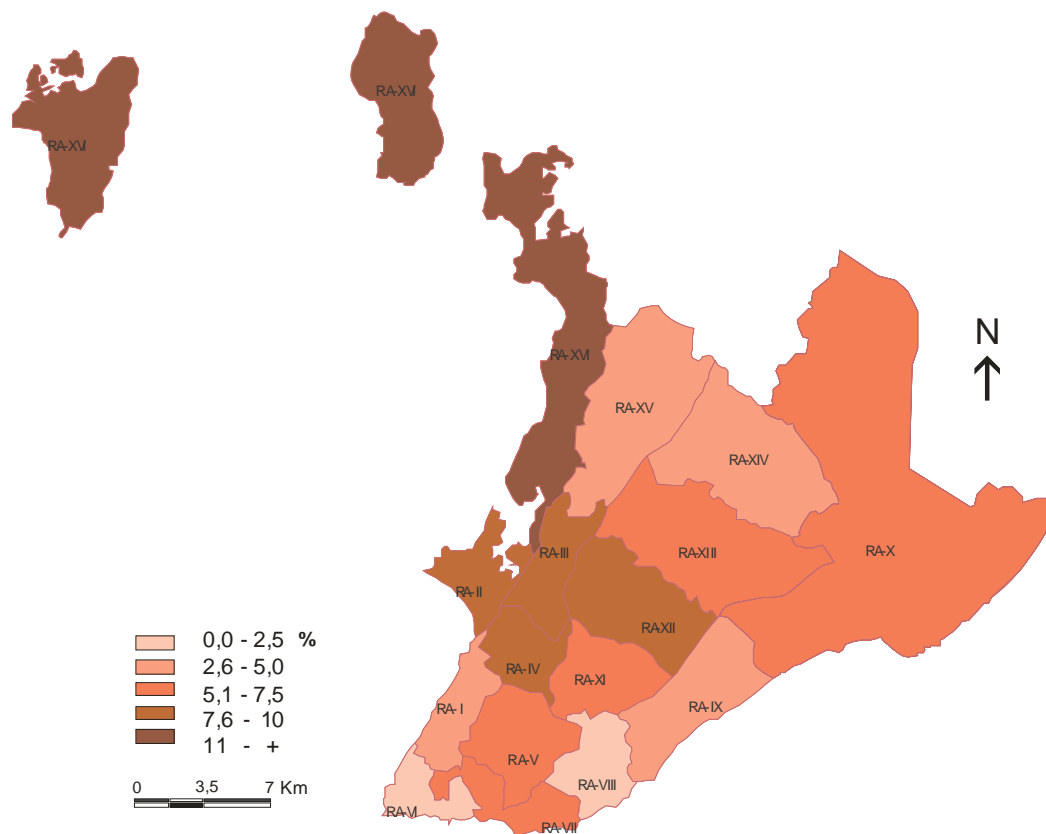 RA-XVI
RA-XVI
N
RA-XVI
RA-XV
RA-XIV
RA-III
RA-XIII
RA-X
RA-II
RA-XII
0,0 - 2,5 %
2,6 - 5,0
5,1 - 7,5
7,6 - 10
11 - +
RA-IV
RA-XI
RA-I
RA-IX
RA-V
RA-VIII
0 3,5 7 Km
RA-VI
RA-VII